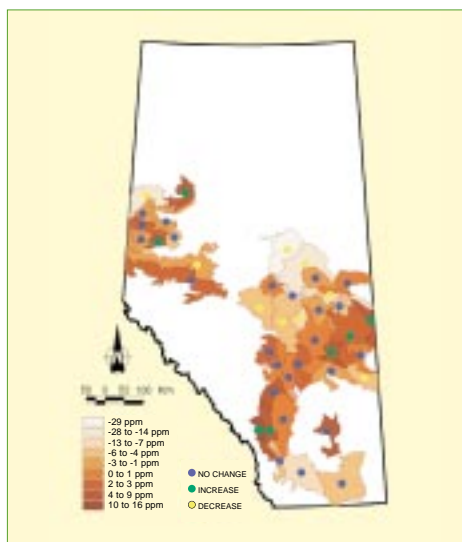 50 0 50 100 Km
-29 ppm
-28 to -14 ppm
-13 to -7 ppm
-6 to -4 ppm
-3 to -1 ppm
0 to 1 ppm
2 to 3 ppm
4 to 9 ppm
10 to 16 ppm
NO CHANGE
INCREASE
DECREASE